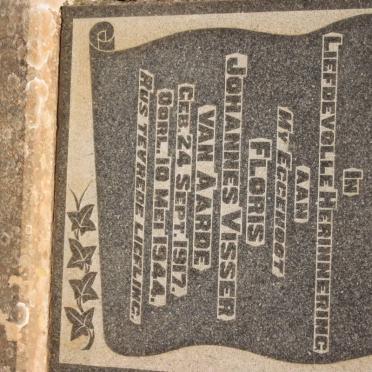 IN
LIEFDEVOLLE HERINNERING
AAN
MY EGGENOOT
FLORIS
JOHANNES VISSER
VAN AARDE
GEB. 24 SEPT. 1917.
OORL. 10 MEI 1944.
RUS TEVREDE LIEFLING.